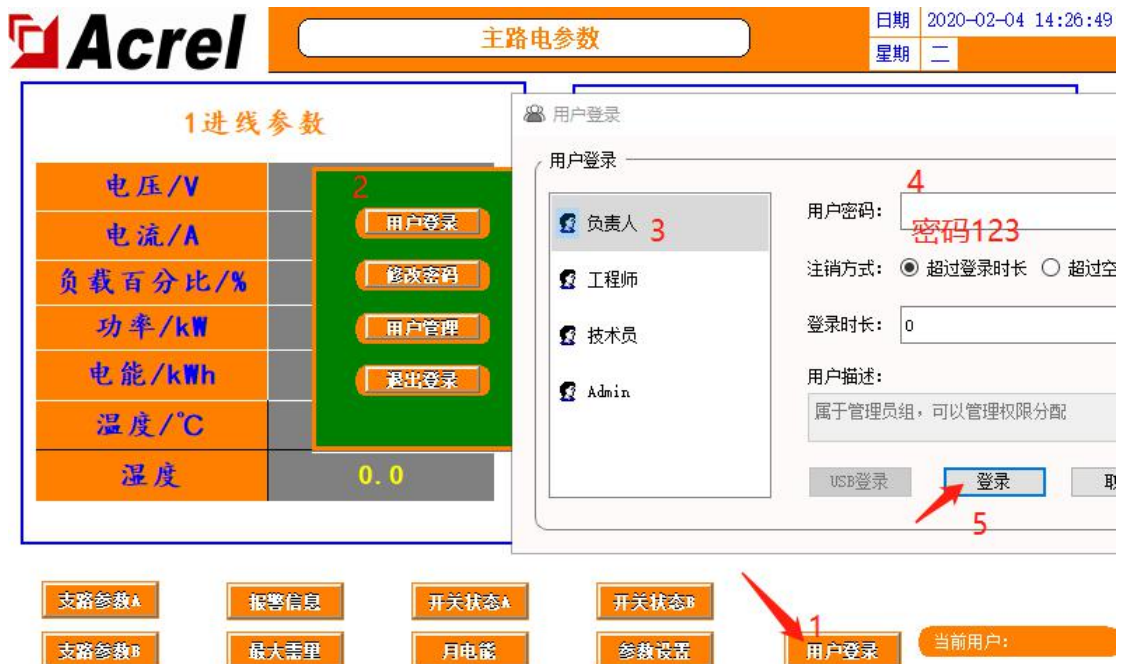 Acrel
主路电参数
日期 2020-02-04 14:26:49
星期 二
1进线参数
电压/V
电流/A
负载百分比/%
功率/kW
电能/kWh
温度/℃
湿度 0.0
2
用户登录
修改密码
用户管理
退出登录
用户登录
用户登录
负责人 3
工程师
技术员
Admin
4
用户密码:
密码123
注销方式: 超过登录时长 超过空
登录时长: 0
用户描述:
属于管理员组,可以管理权限分配
USB登录 登录
5
支路参数A 报警信息 开关状态A 开关状态B
1
支路参数B 最大需量 月电能 参数设置 用户登录 当前用户: